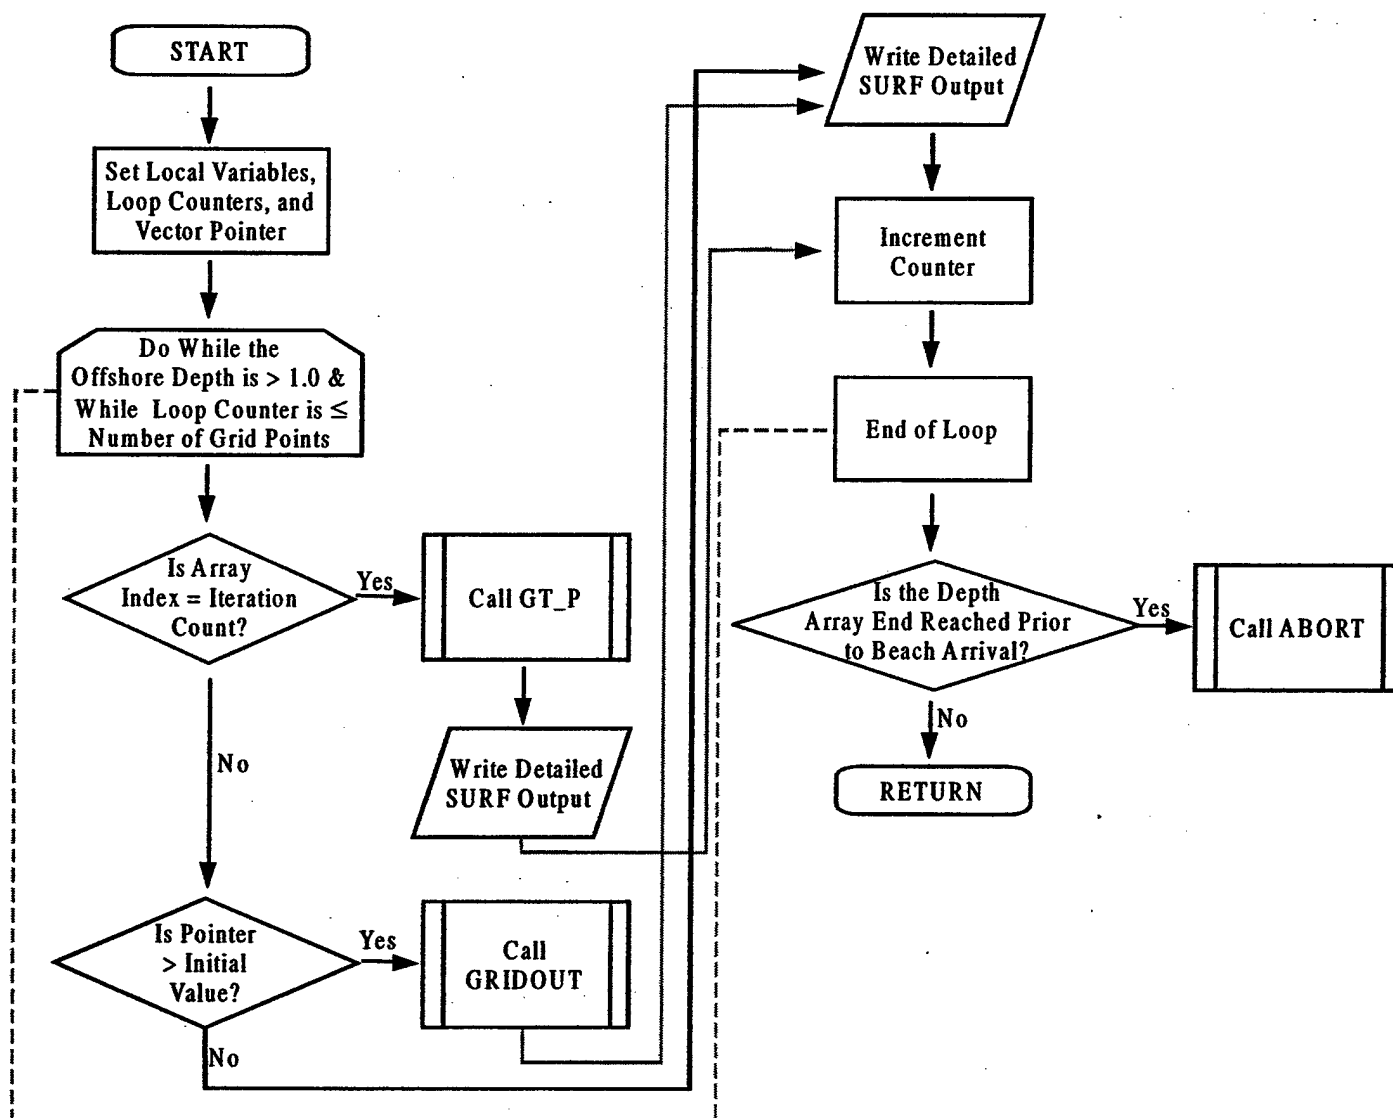 START
Set Local Variables,
Loop Counters, and
Vector Pointer
Do While the
Offshore Depth is > 1.0 &
While Loop Counter is ≤
Number of Grid Points
Is Array
Index = Iteration
Count?
Yes
Call GT_P
Write Detailed
SURF Output
No
Is Pointer
> Initial
Value?
Yes
Call
GRIDOUT
No
Write Detailed
SURF Output
Increment
Counter
End of Loop
Is the Depth
Array End Reached Prior
to Beach Arrival?
Yes
Call ABORT
No
RETURN